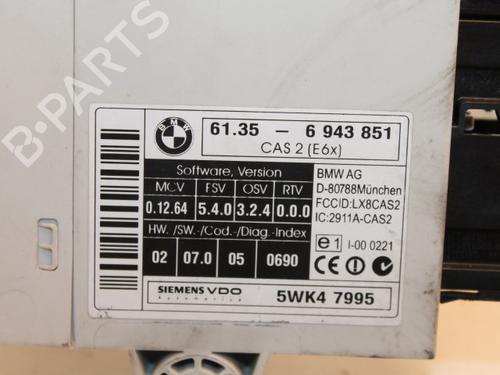 BMW
61.35 - 6 943 851
CAS 2 (E6x)
Software, Version
MCV FSV OSV RTV
0.12.64 5.4.0 3.2.4 0.0.0
HW. /SW.-/Cod.-/Diag.-Index
02 07.0 05 0690
BMW AG
D-80788München
FCCID:LX8CAS2
IC:2911A-CAS2
e1 I-00 0221
CE
SIEMENS VDO
Automotive
5WK4 7995
B-PARTS